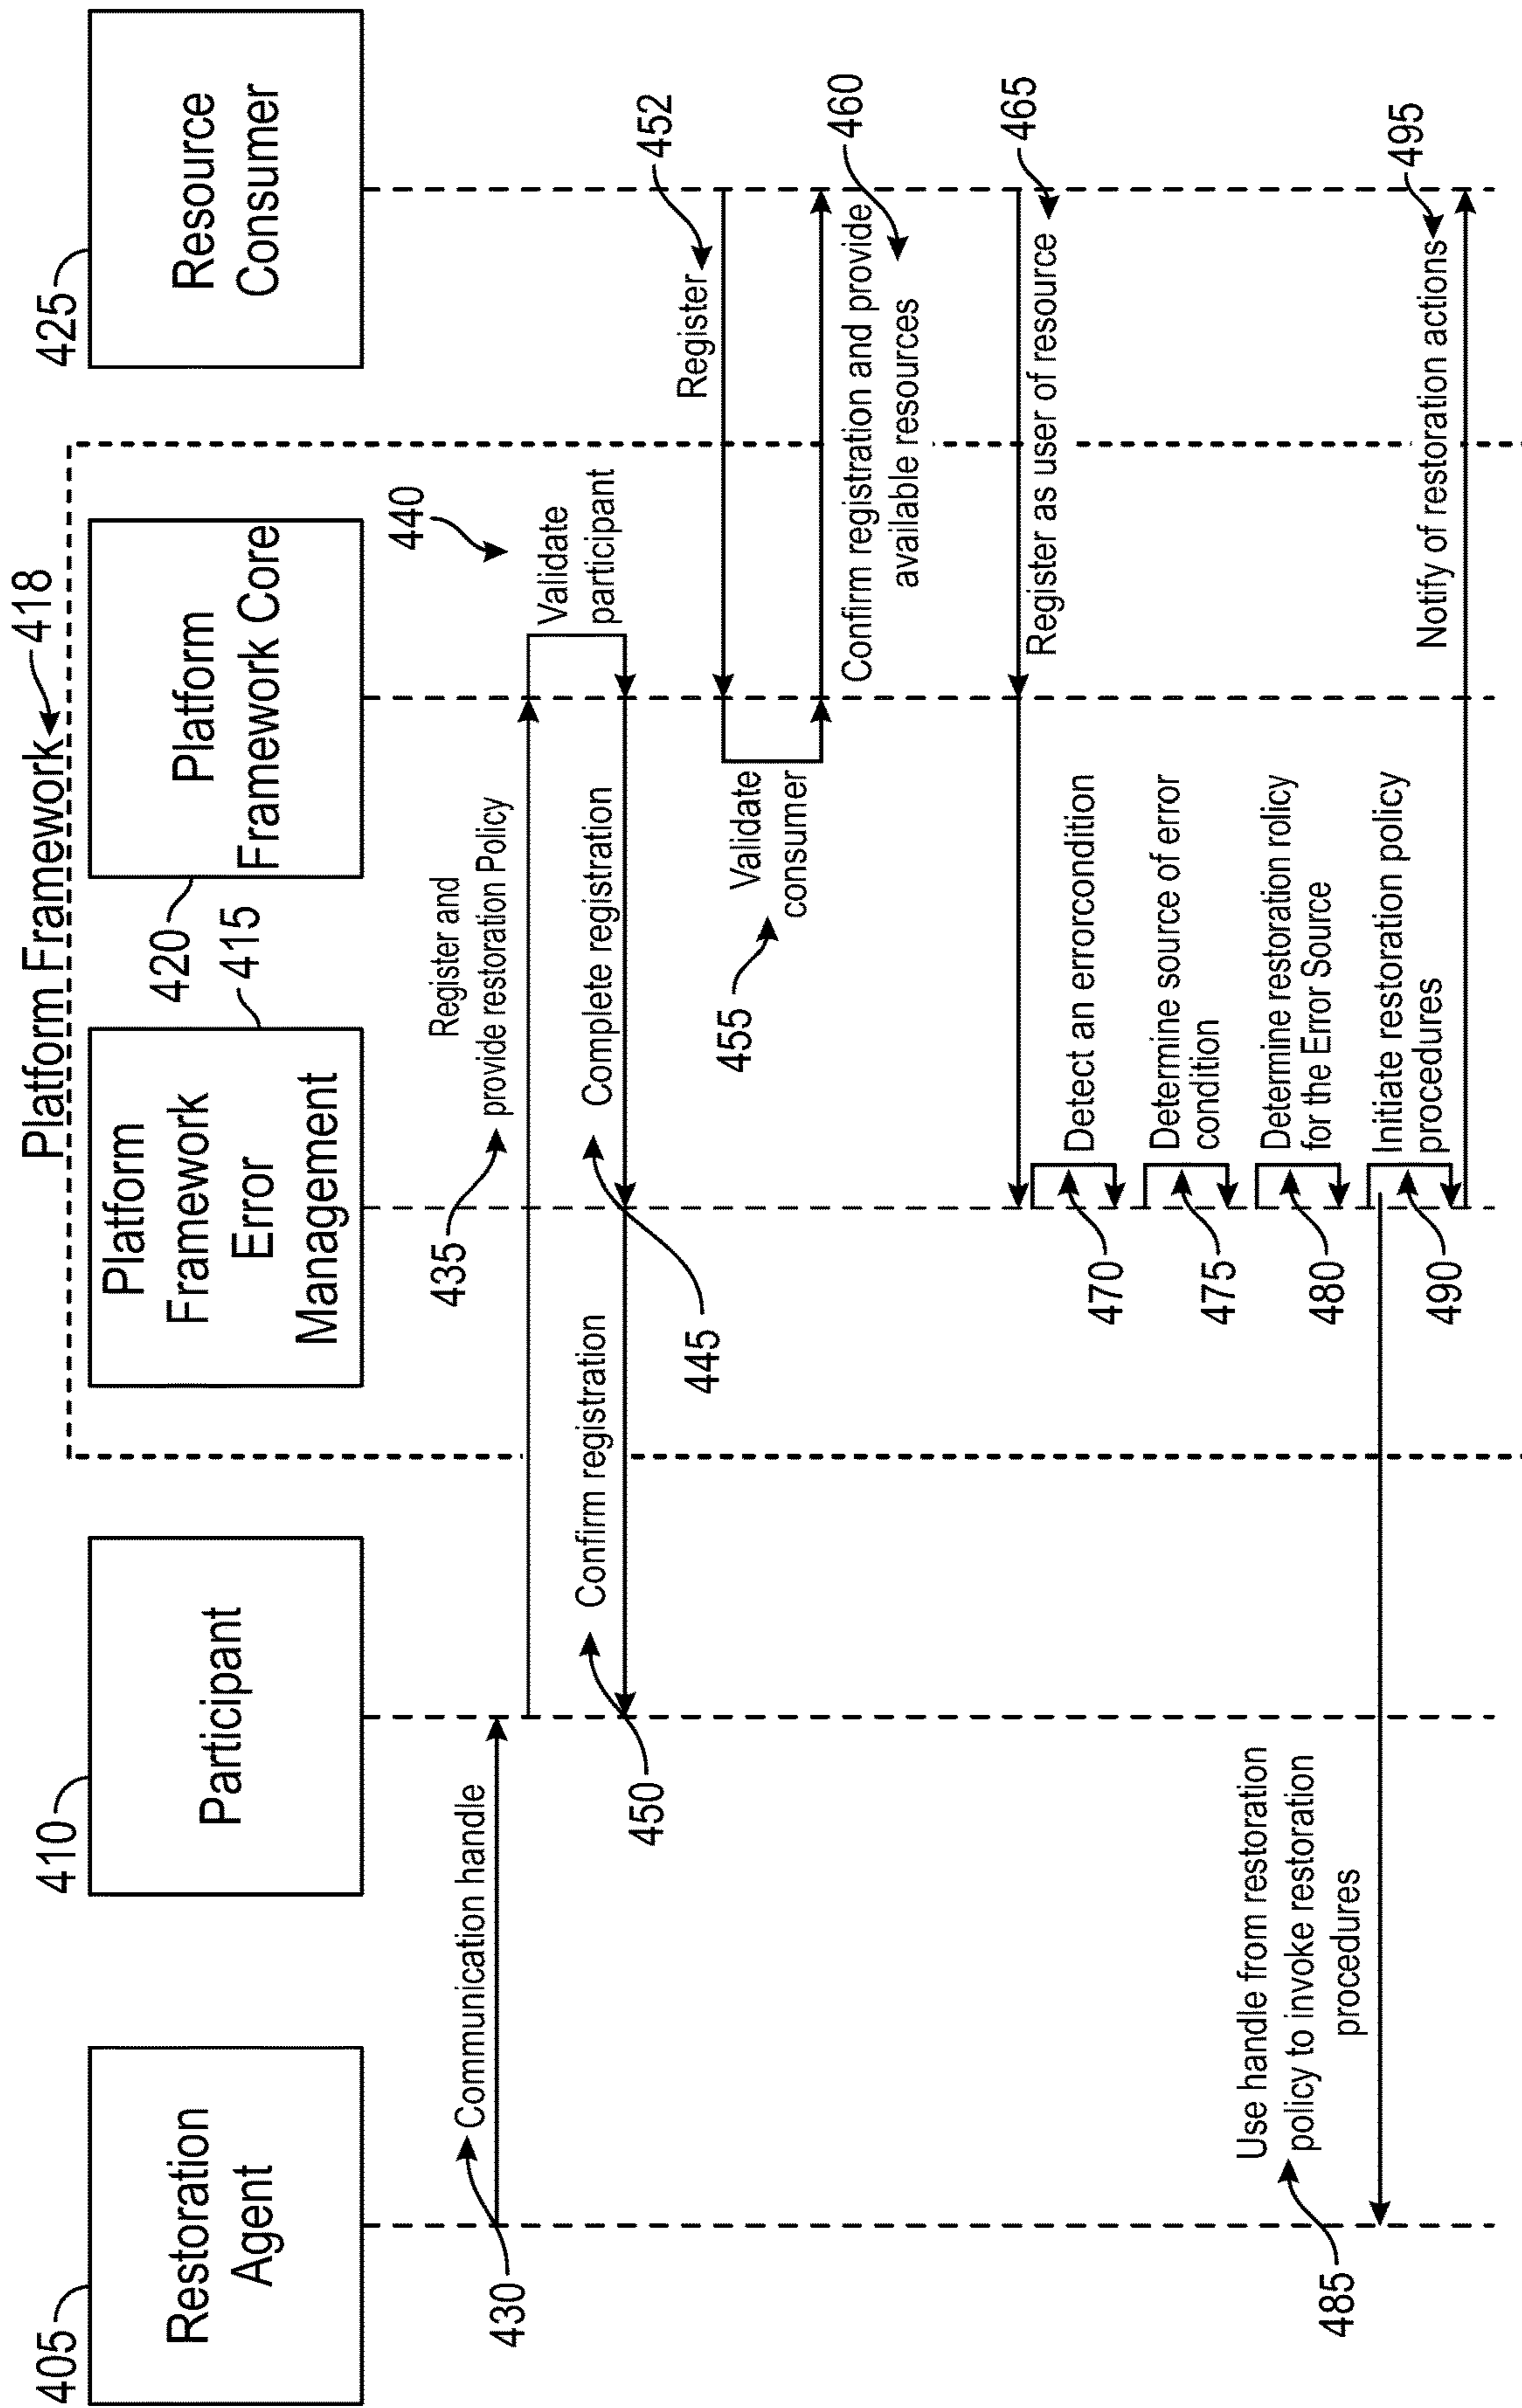 Platform Framework
418
405
Restoration
Agent
410
Participant
Platform
Framework
Error
Management
415
420
Platform
Framework Core
425
Resource
Consumer
430
Communication handle
435
Register and
provide restoration Policy
440
Validate
participant
450
Confirm registration
445
Complete registration
Register
452
455
Validate
consumer
Confirm registration and provide
available resources
460
Register as user of resource
465
470
Detect an errorcondition
475
Determine source of error
condition
480
Determine restoration rolicy
for the Error Source
485
Use handle from restoration
policy to invoke restoration
procedures
490
Initiate restoration policy
procedures
Notify of restoration actions
495